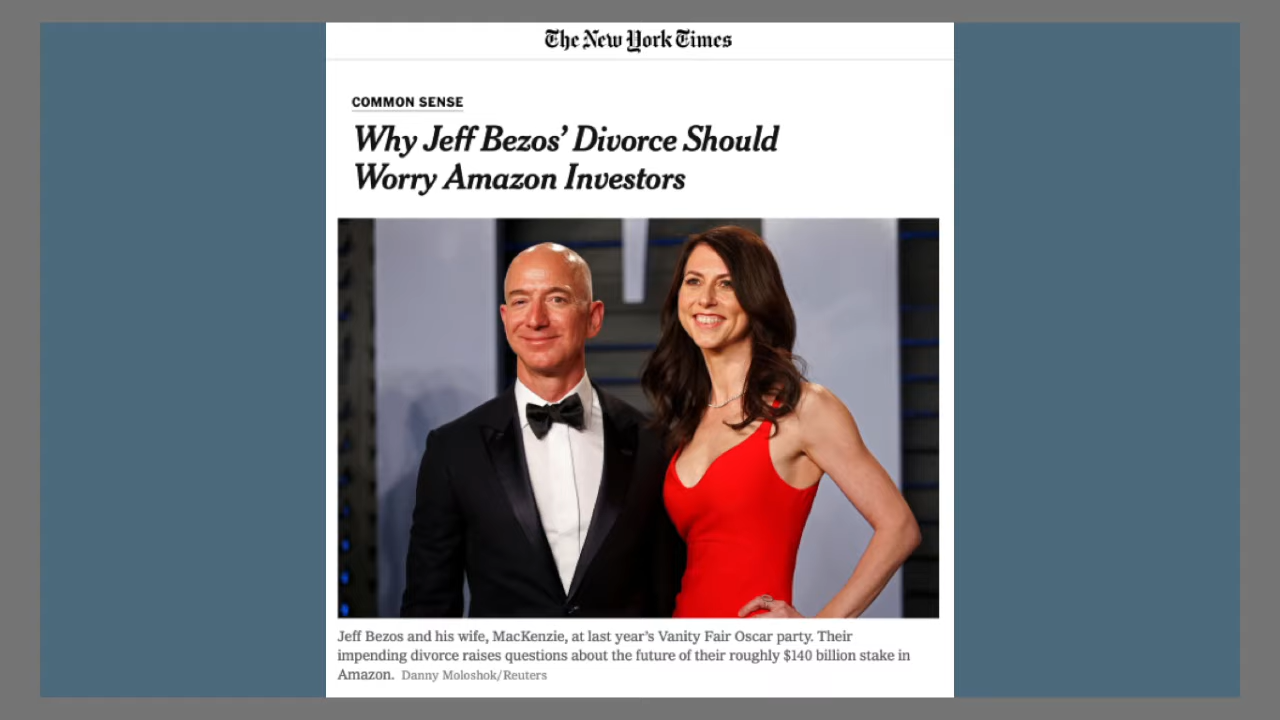 The New York Times
COMMON SENSE
Why Jeff Bezos’ Divorce Should
Worry Amazon Investors
Jeff Bezos and his wife, MacKenzie, at last year’s Vanity Fair Oscar party. Their
impending divorce raises questions about the future of their roughly $140 billion stake in
Amazon. Danny Moloshok/Reuters